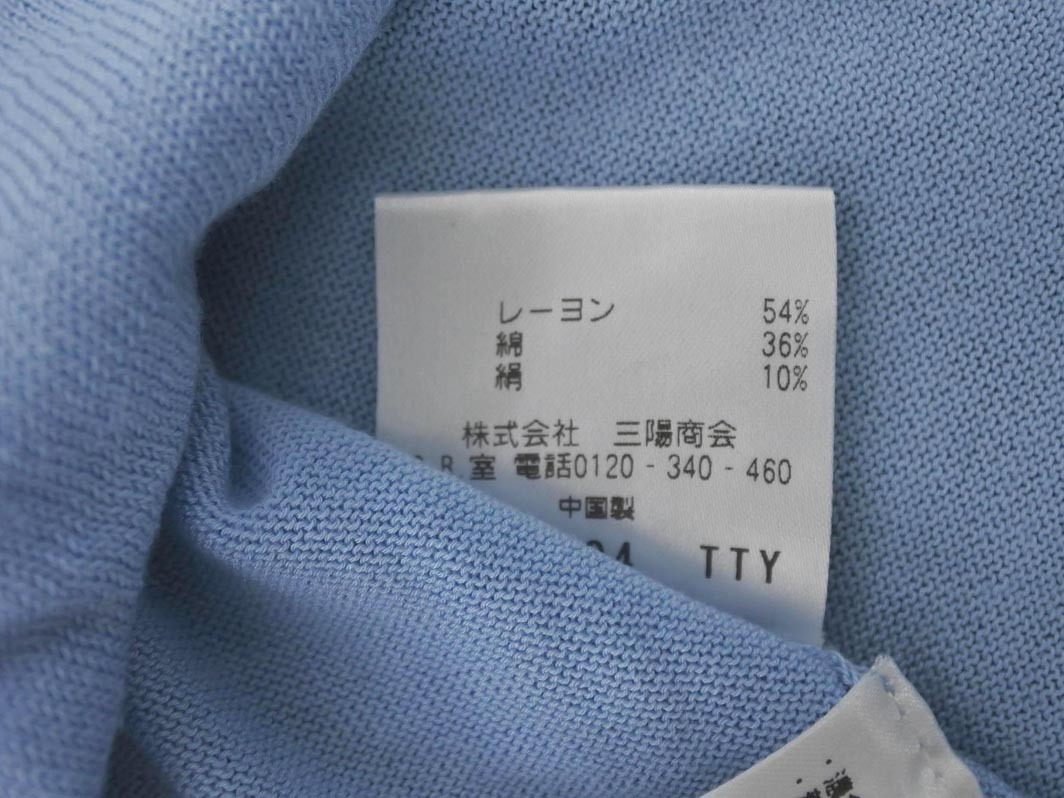 レーヨン 54%
綿 36%
絹 10%
株式会社 三陽商会
R 室 電話0120 - 340 - 460
中国製
04 TTY